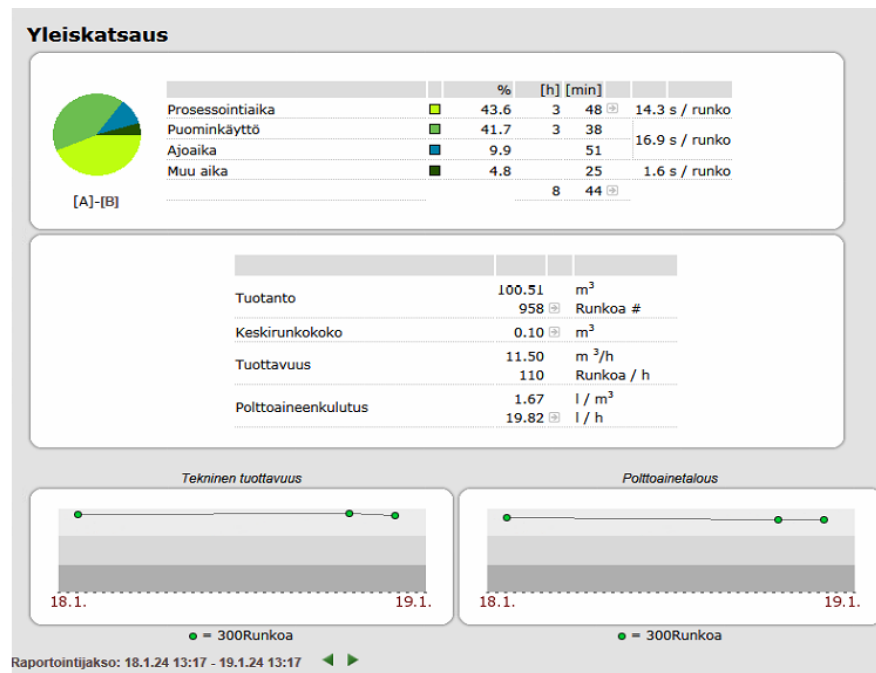 Yleiskatsaus
% [h] [min]
Prosessointiaika 43.6 3 48 14.3 s / runko
Puominkäyttö 41.7 3 38
16.9 s / runko
Ajoaika 9.9 51
Muu aika 4.8 25 1.6 s / runko
8 44
[A]-[B]
Tuotanto
100.51 m³
958 Runkoa #
Keskirunkokoko 0.10 m³
Tuottavuus
11.50 m ³/h
110 Runkoa / h
Polttoaineenkulutus
1.67 l / m³
19.82 l / h
Tekninen tuottavuus
18.1. 19.1.
= 300Runkoa
Polttoainetalous
18.1. 19.1.
= 300Runkoa
Raportointijakso: 18.1.24 13:17 - 19.1.24 13:17